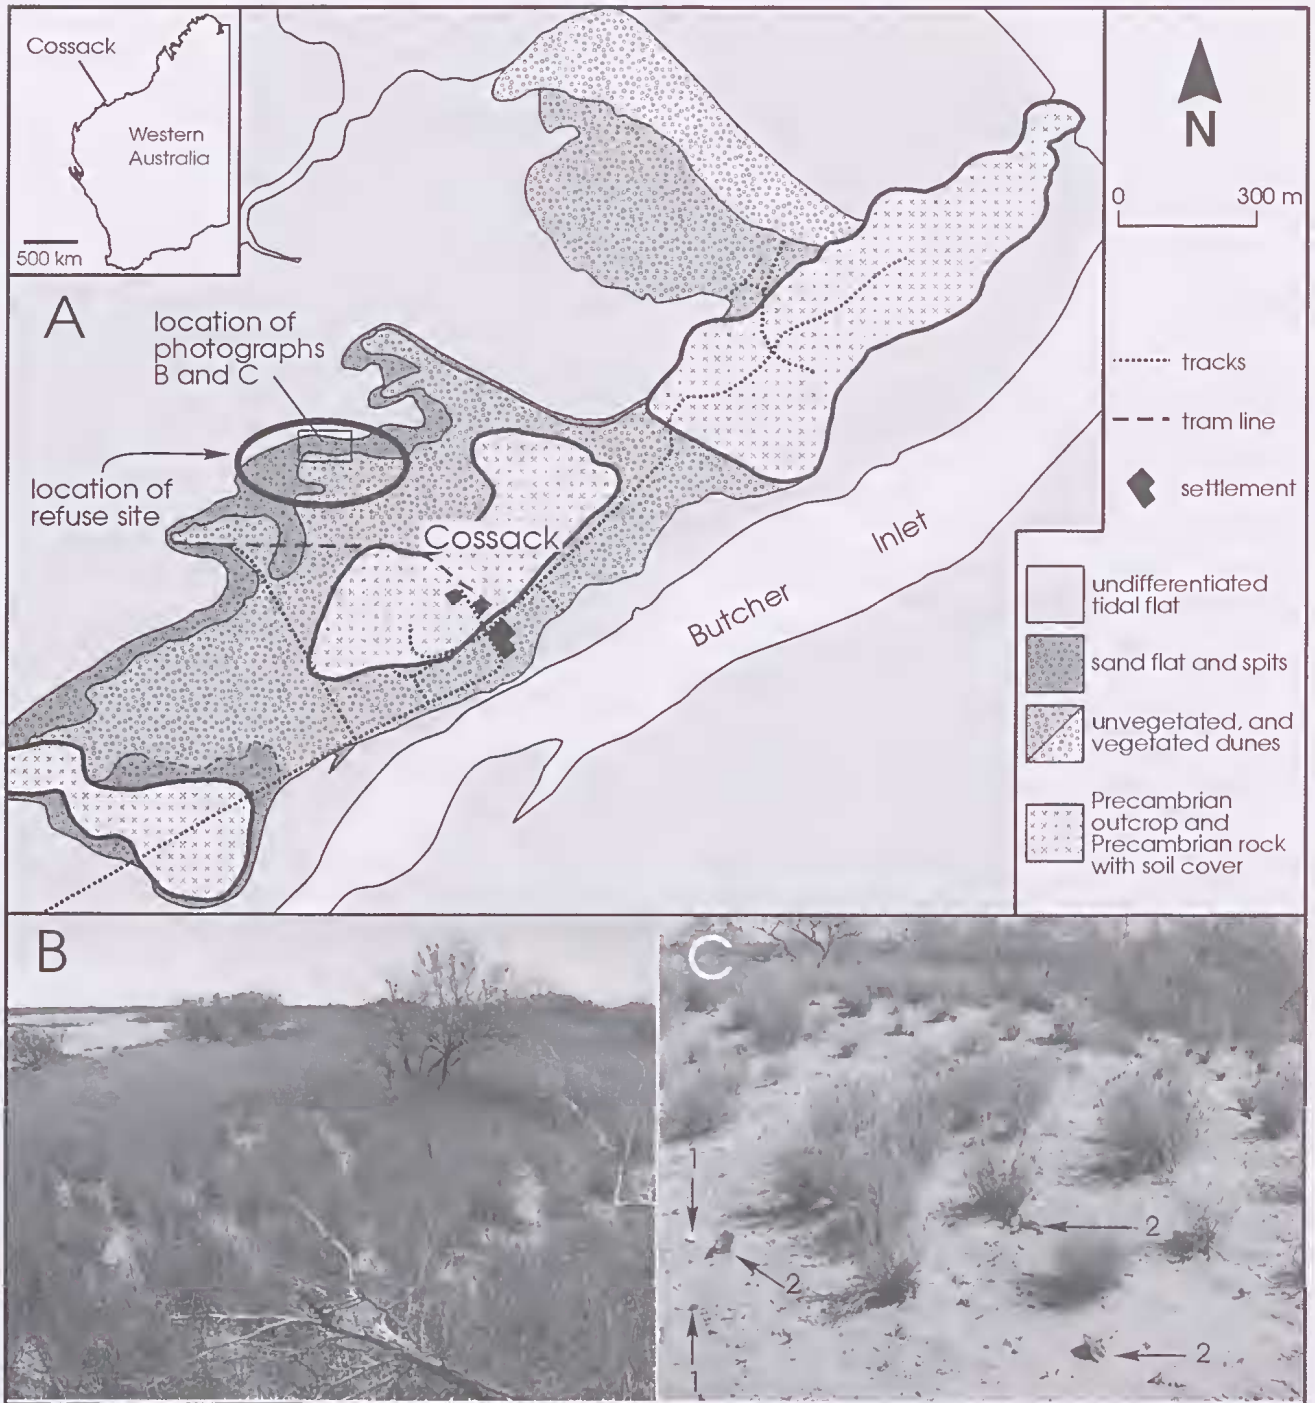 Cossack
Western
Australia
500 km
N
0 300 m
A
location of
photographs
B and C
location of
refuse site
Cossack
Inlet
Butcher
tracks
tram line
settlement
undifferentiated
tidal flat
sand flat and spits
unvegetated, and
vegetated dunes
Precambrian
outcrop and
Precambrian rock
with soil cover
B
C
1
2
2
2
1